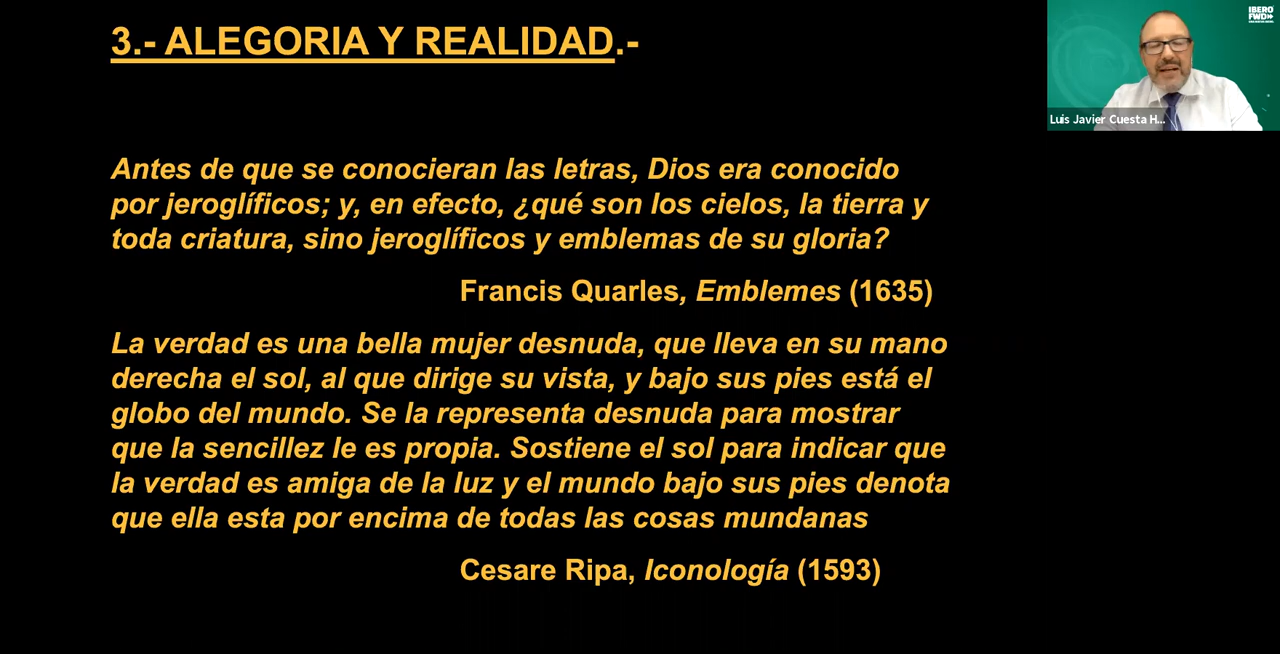 3.- ALEGORIA Y REALIDAD.-
IBERO
FWD
Luis Javier Cuesta H...
Antes de que se conocieran las letras, Dios era conocido
por jeroglíficos; y, en efecto, ¿qué son los cielos, la tierra y
toda criatura, sino jeroglíficos y emblemas de su gloria?
Francis Quarles, Emblemes (1635)
La verdad es una bella mujer desnuda, que lleva en su mano
derecha el sol, al que dirige su vista, y bajo sus pies está el
globo del mundo. Se la representa desnuda para mostrar
que la sencillez le es propia. Sostiene el sol para indicar que
la verdad es amiga de la luz y el mundo bajo sus pies denota
que ella esta por encima de todas las cosas mundanas
Cesare Ripa, Iconología (1593)